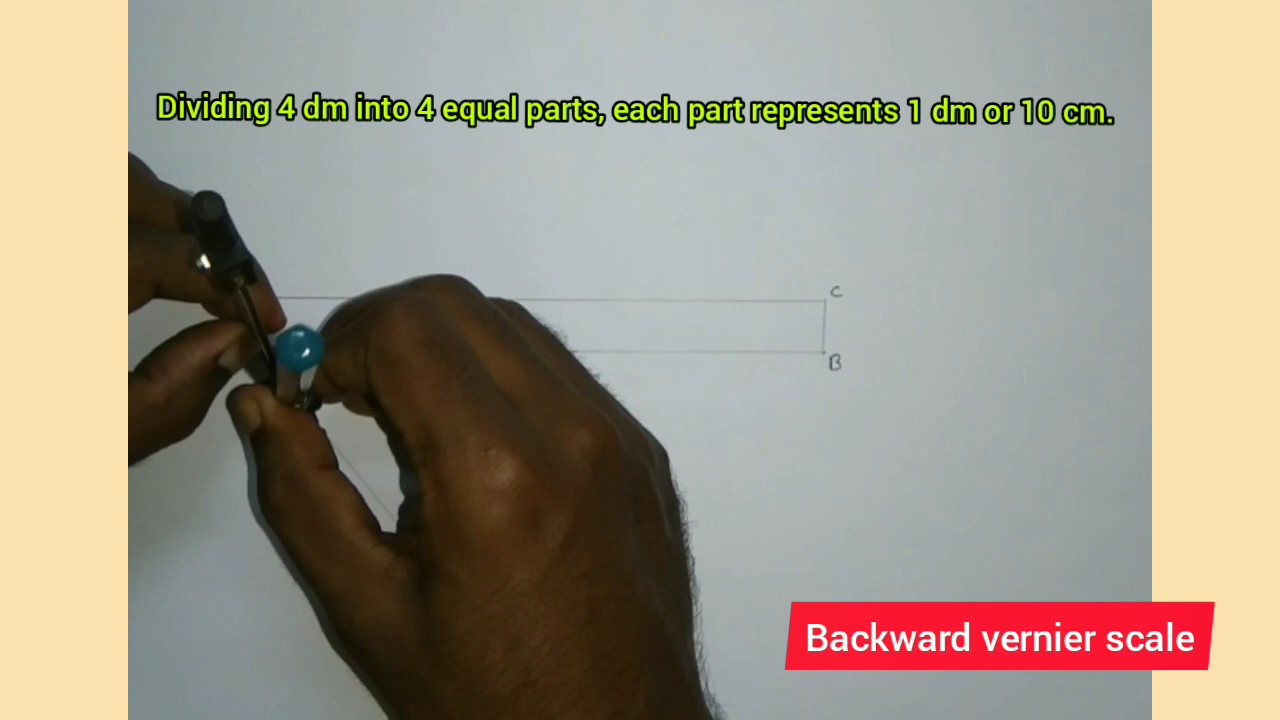 Dividing 4 dm into 4 equal parts, each part represents 1 dm or 10 cm.
C
B
Backward vernier scale